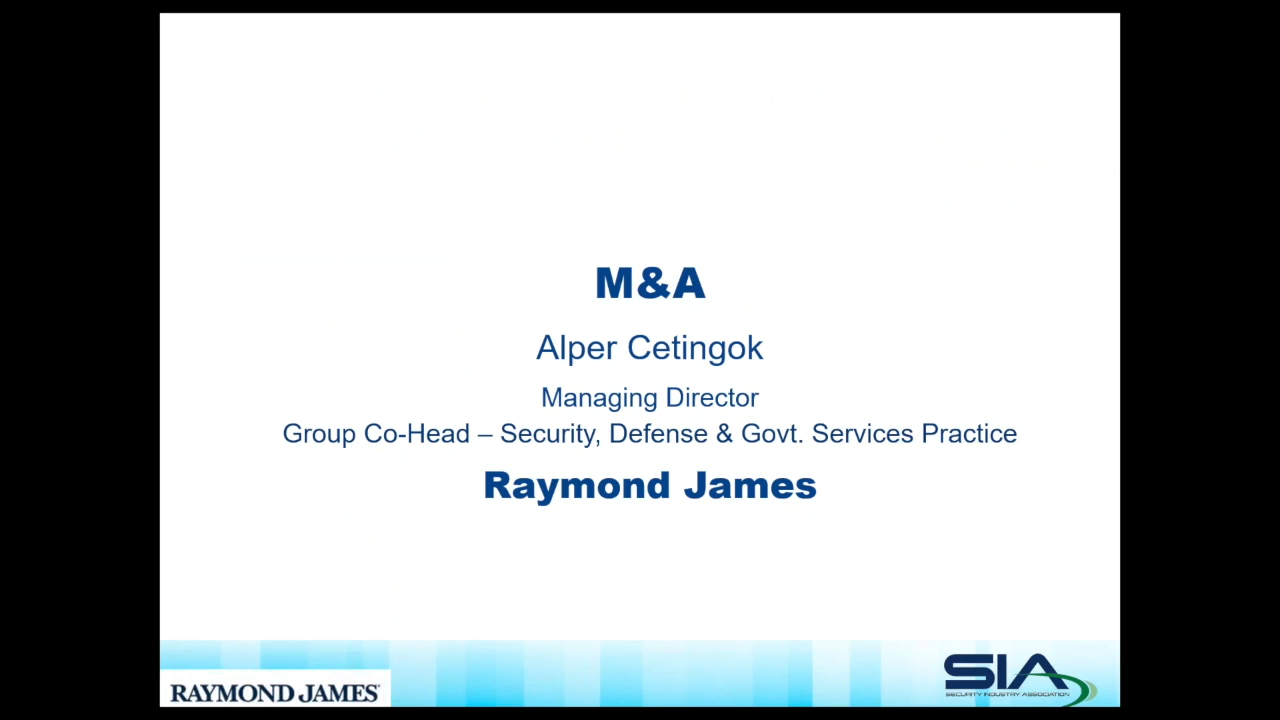 M&A
Alper Cetingok
Managing Director
Group Co-Head – Security, Defense & Govt. Services Practice
Raymond James
RAYMOND JAMES®
SIA
SECURITY INDUSTRY ASSOCIATION